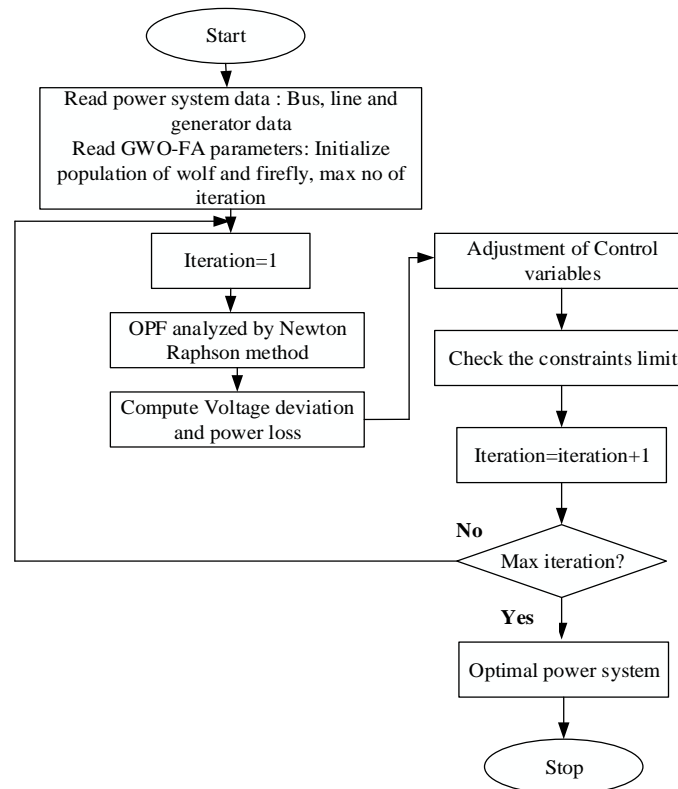 Start
Read power system data : Bus, line and
generator data
Read GWO-FA parameters: Initialize
population of wolf and firefly, max no of
iteration
Iteration=1
OPF analyzed by Newton
Raphson method
Compute Voltage deviation
and power loss
Adjustment of Control
variables
Check the constraints limit
Iteration=iteration+1
No
Max iteration?
Yes
Optimal power system
Stop